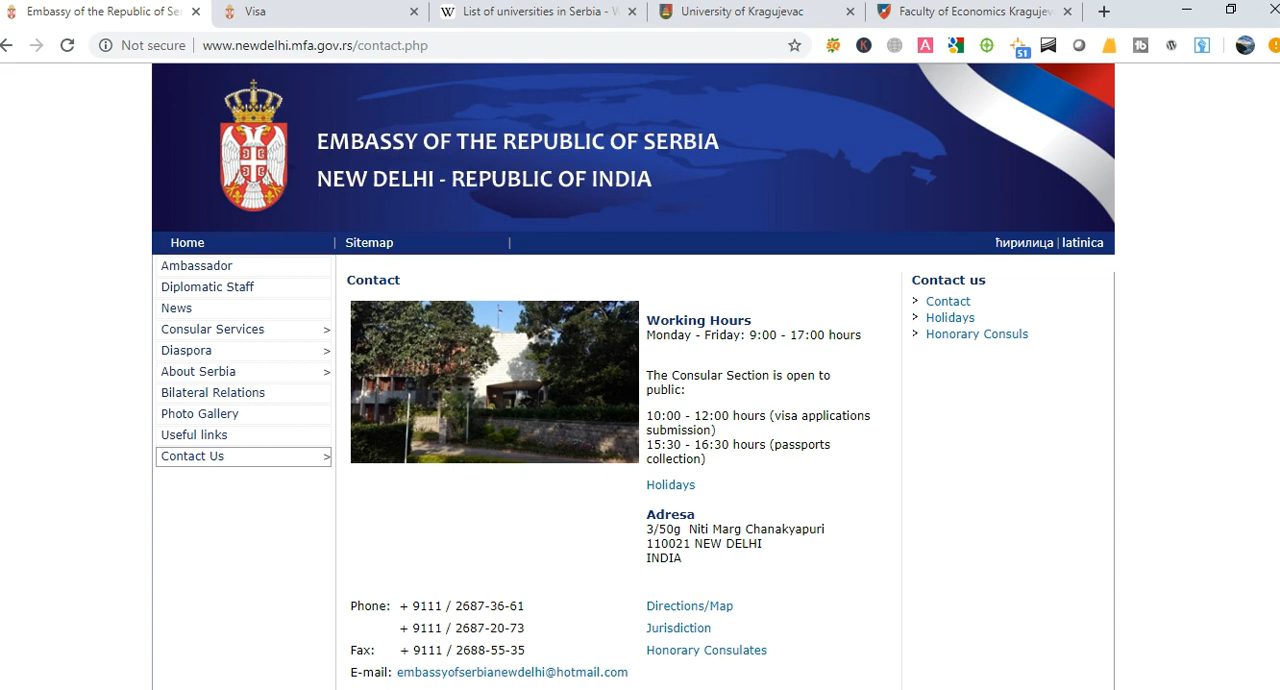 Embassy of the Republic of Se
Visa
List of universities in Serbia - W
University of Kragujevac
Faculty of Economics Kragujev
Not secure | www.newdelhi.mfa.gov.rs/contact.php
51
EMBASSY OF THE REPUBLIC OF SERBIA
NEW DELHI - REPUBLIC OF INDIA
Home | Sitemap |
ћирилица | latinica
Ambassador
Diplomatic Staff
News
Consular Services >
Diaspora >
About Serbia >
Bilateral Relations
Photo Gallery
Useful links
Contact Us >
Contact
Working Hours
Monday - Friday: 9:00 - 17:00 hours
The Consular Section is open to
public:
10:00 - 12:00 hours (visa applications
submission)
15:30 - 16:30 hours (passports
collection)
Holidays
Adresa
3/50g Niti Marg Chanakyapuri
110021 NEW DELHI
INDIA
Phone: + 9111 / 2687-36-61
+ 9111 / 2687-20-73
Fax: + 9111 / 2688-55-35
E-mail: embassyofserbianewdelhi@hotmail.com
Directions/Map
Jurisdiction
Honorary Consulates
Contact us
> Contact
> Holidays
> Honorary Consuls